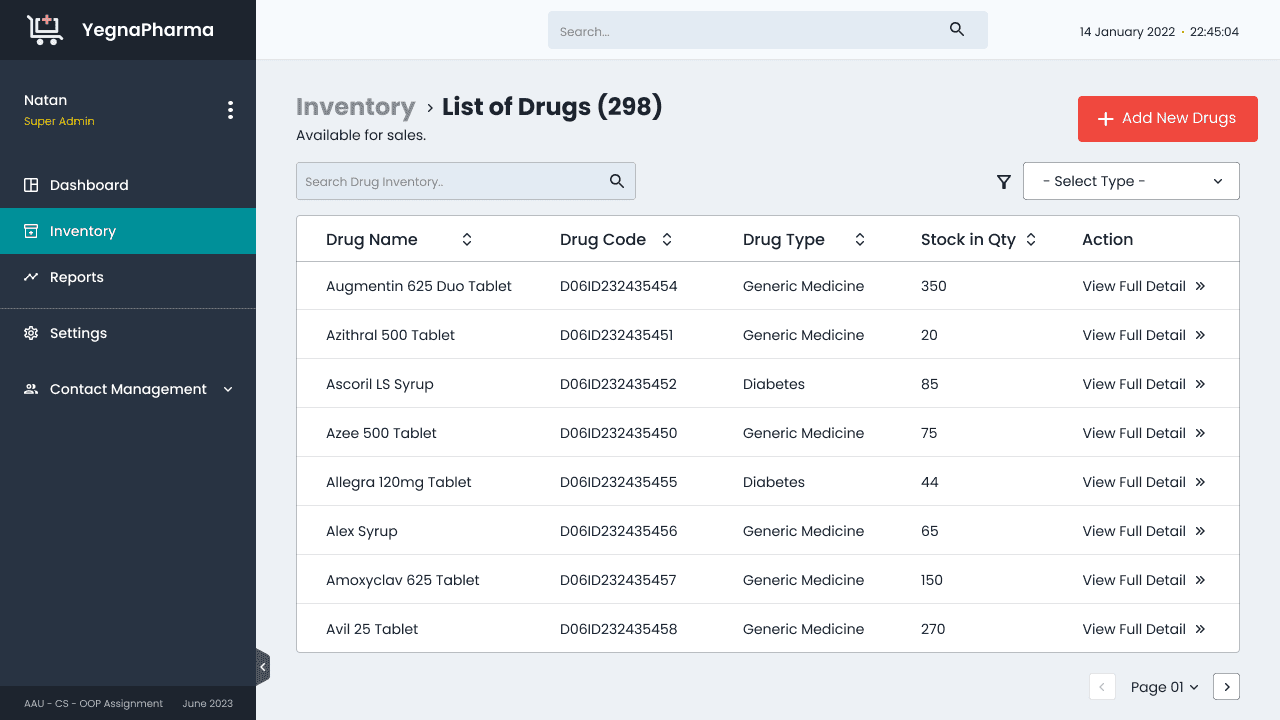 YegnaPharma
Search...
14 January 2022 • 22:45:04
Natan
Super Admin
Dashboard
Inventory
Reports
Settings
Contact Management
AAU - CS - OOP Assignment June 2023
Inventory › List of Drugs (298)
Available for sales.
+ Add New Drugs
Search Drug Inventory..
- Select Type -
Drug Name Drug Code Drug Type Stock in Qty Action
Augmentin 625 Duo Tablet D06ID232435454 Generic Medicine 350 View Full Detail »
Azithral 500 Tablet D06ID232435451 Generic Medicine 20 View Full Detail »
Ascoril LS Syrup D06ID232435452 Diabetes 85 View Full Detail »
Azee 500 Tablet D06ID232435450 Generic Medicine 75 View Full Detail »
Allegra 120mg Tablet D06ID232435455 Diabetes 44 View Full Detail »
Alex Syrup D06ID232435456 Generic Medicine 65 View Full Detail »
Amoxyclav 625 Tablet D06ID232435457 Generic Medicine 150 View Full Detail »
Avil 25 Tablet D06ID232435458 Generic Medicine 270 View Full Detail »
Page 01